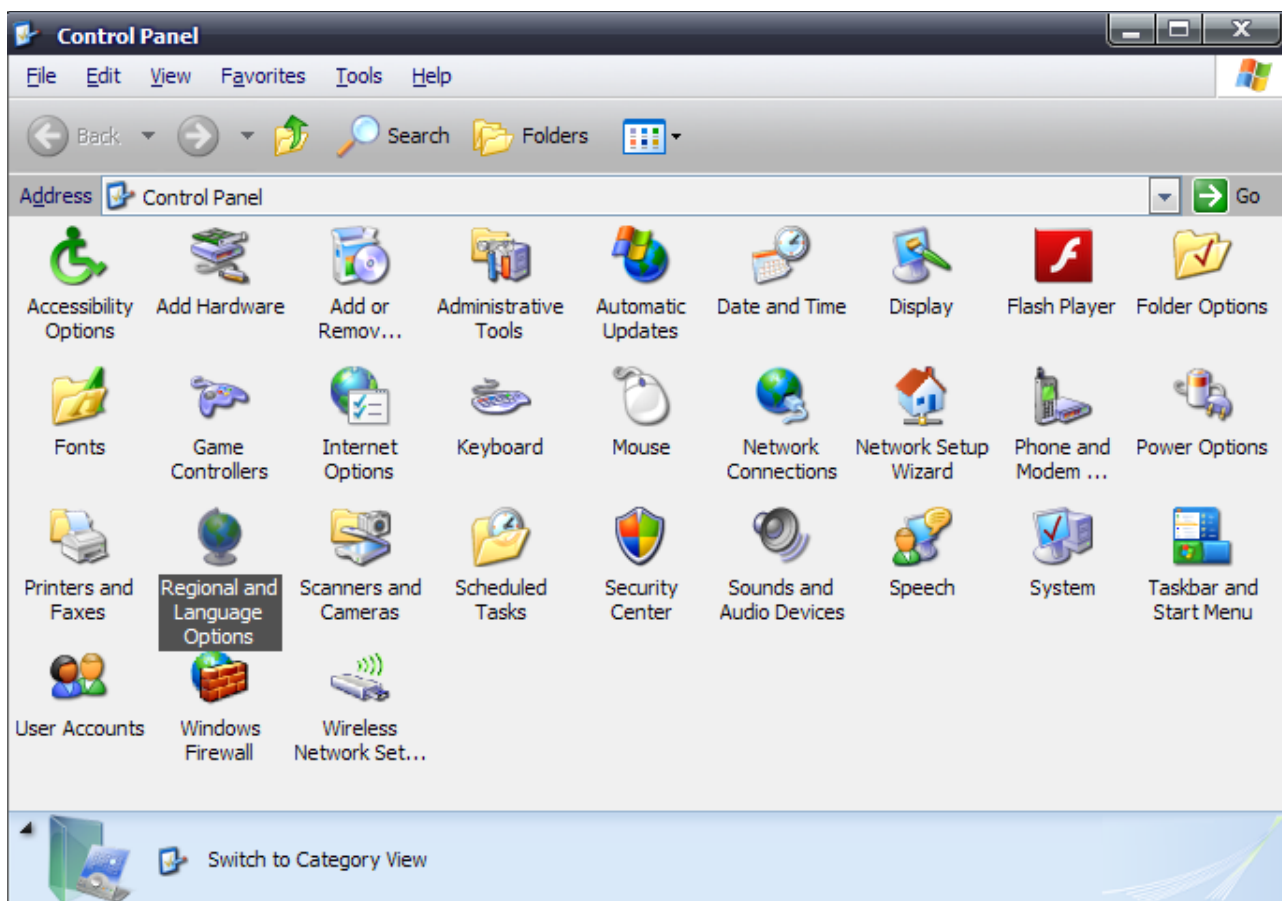 Control Panel
File Edit View Favorites Tools Help
Back Search Folders
Address Control Panel Go
Accessibility Options
Add Hardware
Add or Remov...
Administrative Tools
Automatic Updates
Date and Time
Display
Flash Player
Folder Options
Fonts
Game Controllers
Internet Options
Keyboard
Mouse
Network Connections
Network Setup Wizard
Phone and Modem ...
Power Options
Printers and Faxes
Regional and Language Options
Scanners and Cameras
Scheduled Tasks
Security Center
Sounds and Audio Devices
Speech
System
Taskbar and Start Menu
User Accounts
Windows Firewall
Wireless Network Set...
Switch to Category View